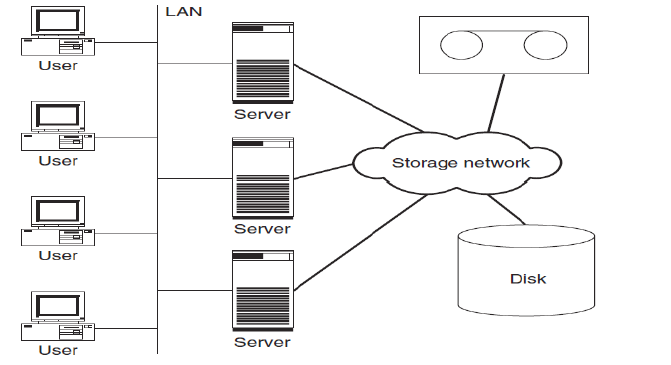 LAN
User
Server
User
Storage network
Server
User
Disk
Server
User